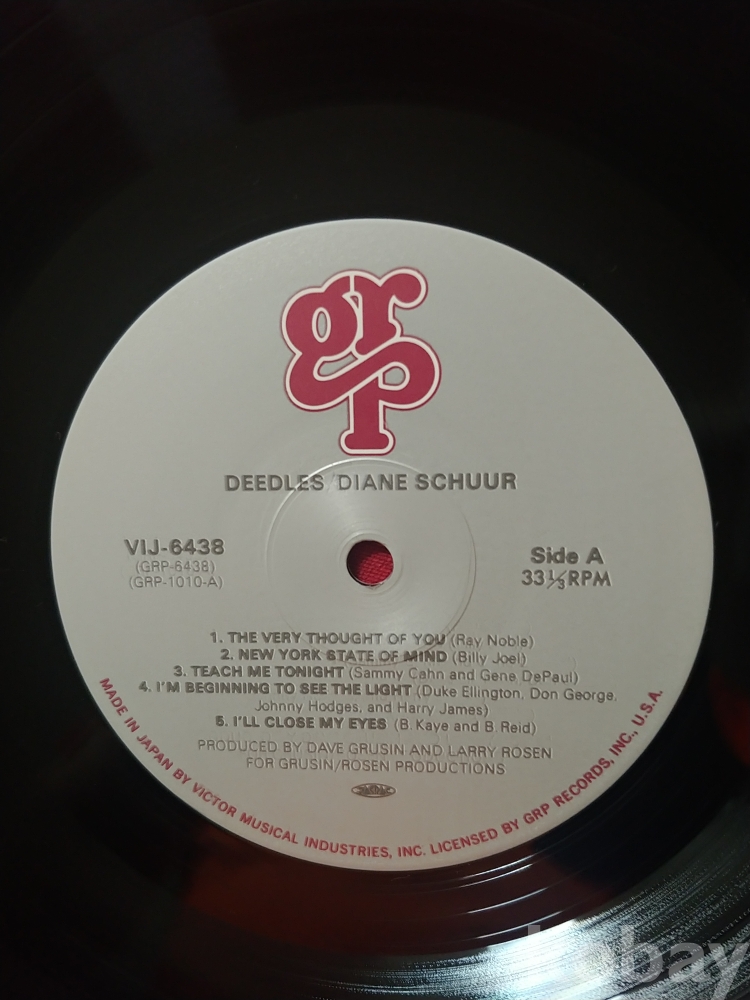 grp
DEEDLES/DIANE SCHUUR
VIJ-6438
(GRP-6438)
(GRP-1010-A)
Side A
33 1/3 RPM
1. THE VERY THOUGHT OF YOU (Ray Noble)
2. NEW YORK STATE OF MIND (Billy Joel)
3. TEACH ME TONIGHT (Sammy Cahn and Gene DePaul)
4. I'M BEGINNING TO SEE THE LIGHT (Duke Ellington, Don George,
Johnny Hodges, and Harry James)
5. I'LL CLOSE MY EYES (B. Kaye and B. Reid)
PRODUCED BY DAVE GRUSIN AND LARRY ROSEN
FOR GRUSIN/ROSEN PRODUCTIONS
MADE IN JAPAN BY VICTOR MUSICAL INDUSTRIES, INC. LICENSED BY GRP RECORDS, INC., U.S.A.